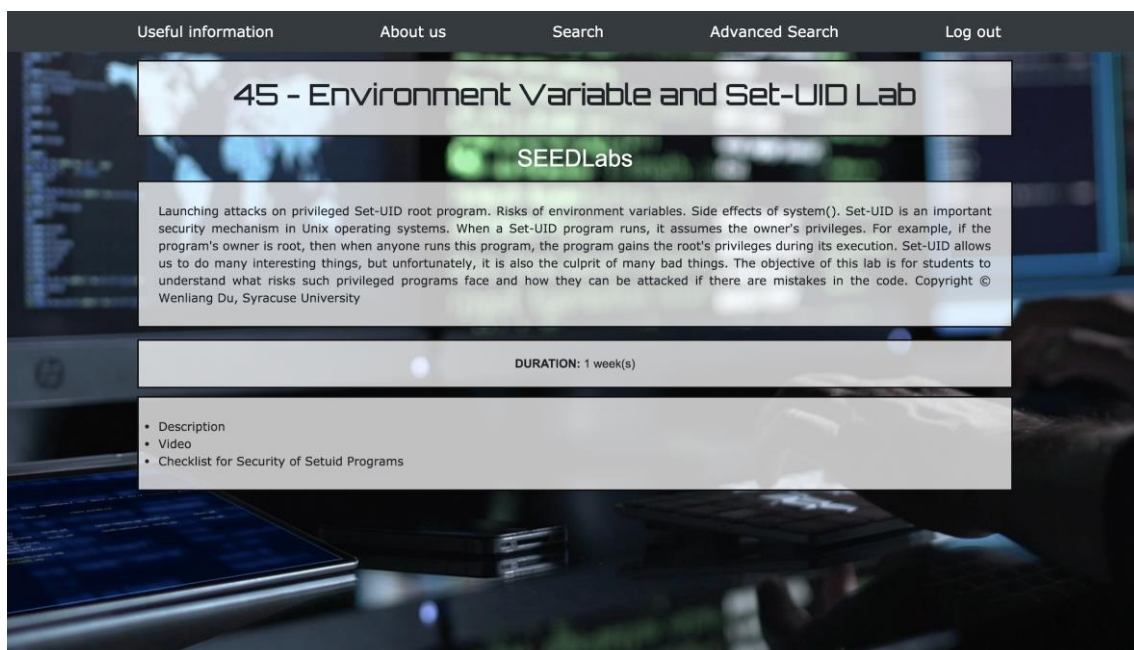 Useful information About us Search Advanced Search Log out
45 - Environment Variable and Set-UID Lab
SEEDLabs
Launching attacks on privileged Set-UID root program. Risks of environment variables. Side effects of system(). Set-UID is an important
security mechanism in Unix operating systems. When a Set-UID program runs, it assumes the owner's privileges. For example, if the
program's owner is root, then when anyone runs this program, the program gains the root's privileges during its execution. Set-UID allows
us to do many interesting things, but unfortunately, it is also the culprit of many bad things. The objective of this lab is for students to
understand what risks such privileged programs face and how they can be attacked if there are mistakes in the code. Copyright ©
Wenliang Du, Syracuse University
DURATION: 1 week(s)
• Description
• Video
• Checklist for Security of Setuid Programs